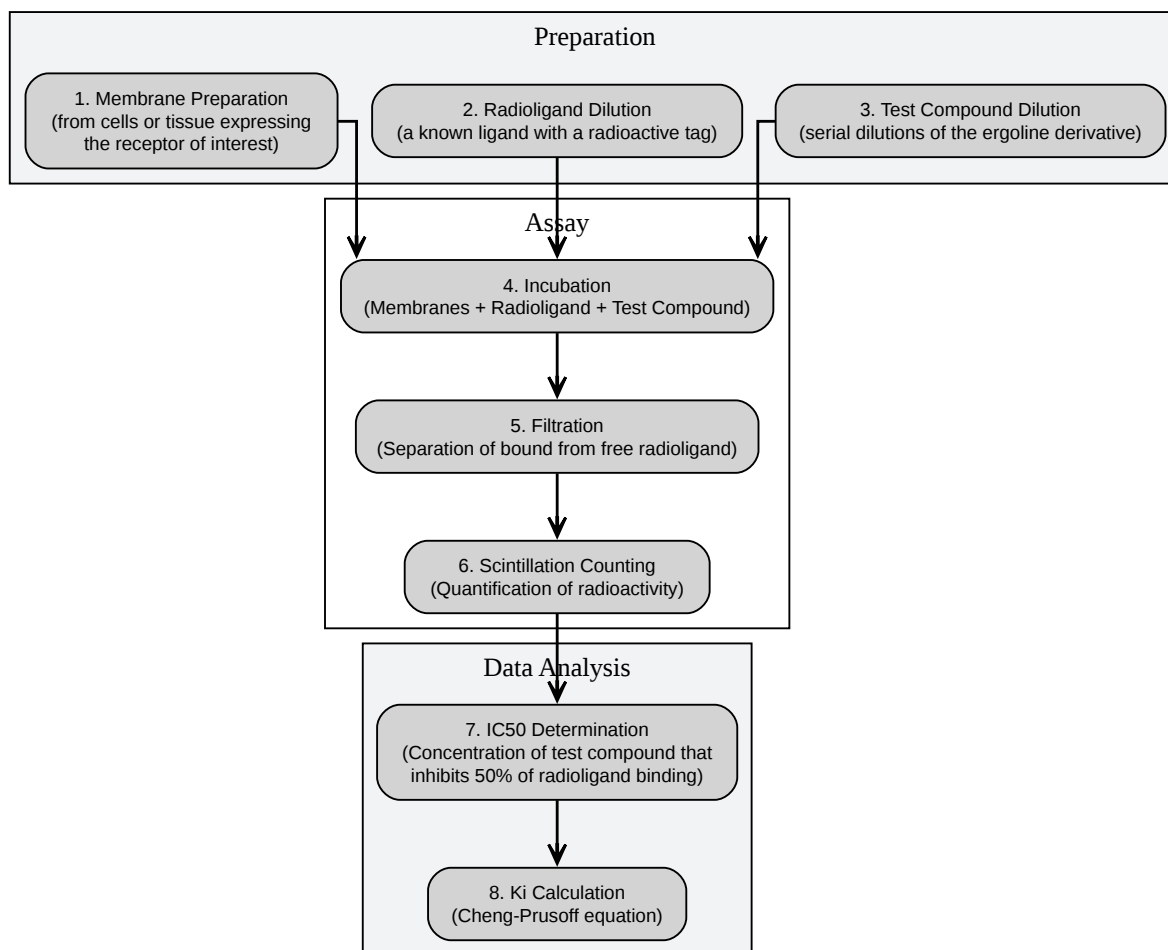 Preparation
1. Membrane Preparation
(from cells or tissue expressing
the receptor of interest)
2. Radioligand Dilution
(a known ligand with a radioactive tag)
3. Test Compound Dilution
(serial dilutions of the ergoline derivative)
Assay
4. Incubation
(Membranes + Radioligand + Test Compound)
5. Filtration
(Separation of bound from free radioligand)
6. Scintillation Counting
(Quantification of radioactivity)
Data Analysis
7. IC50 Determination
(Concentration of test compound that
inhibits 50% of radioligand binding)
8. Ki Calculation
(Cheng-Prusoff equation)